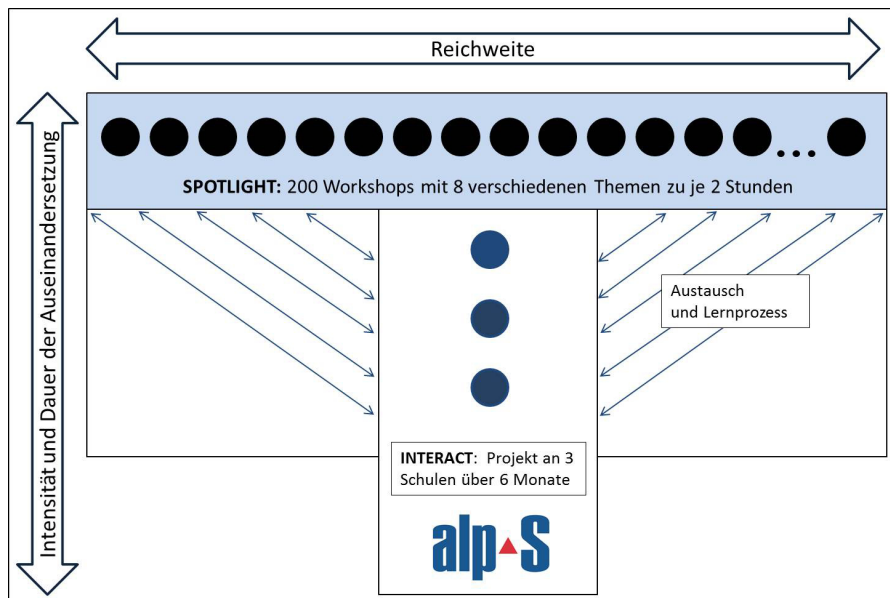 Reichweite
Intensität und Dauer der Auseinandersetzung
...
SPOTLIGHT: 200 Workshops mit 8 verschiedenen Themen zu je 2 Stunden
Austausch
und Lernprozess
INTERACT: Projekt an 3
Schulen über 6 Monate
alpS